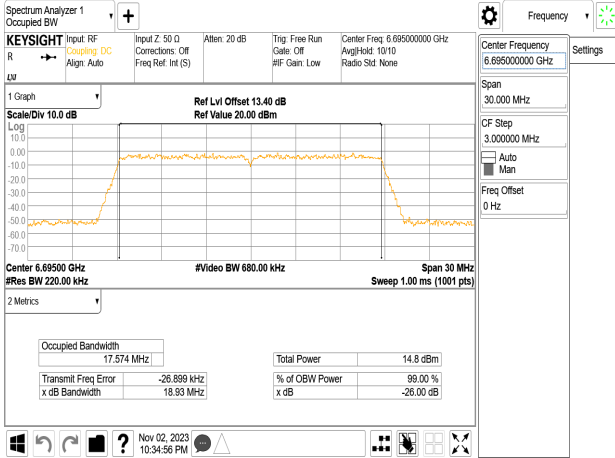 Spectrum Analyzer 1
Occupied BW
KEYSIGHT
R
LXI
Input: RF
Coupling: DC
Align: Auto
Input Z: 50 Ω
Corrections: Off
Freq Ref: Int (S)
Atten: 20 dB
Trig: Free Run
Gate: Off
#IF Gain: Low
Center Freq: 6.695000000 GHz
Avg|Hold: 10/10
Radio Std: None
1 Graph
Scale/Div 10.0 dB
Ref Lvl Offset 13.40 dB
Ref Value 20.00 dBm
Log
10.0
0.00
-10.0
-20.0
-30.0
-40.0
-50.0
-60.0
-70.0
Center 6.69500 GHz
#Video BW 680.00 kHz
Span 30 MHz
#Res BW 220.00 kHz
Sweep 1.00 ms (1001 pts)
2 Metrics
Occupied Bandwidth
17.574 MHz
Total Power 14.8 dBm
Transmit Freq Error -26.899 kHz
% of OBW Power 99.00 %
x dB Bandwidth 18.93 MHz
x dB -26.00 dB
Nov 02, 2023
10:34:56 PM
Frequency
Settings
Center Frequency
6.695000000 GHz
Span
30.000 MHz
CF Step
3.000000 MHz
Auto
Man
Freq Offset
0 Hz